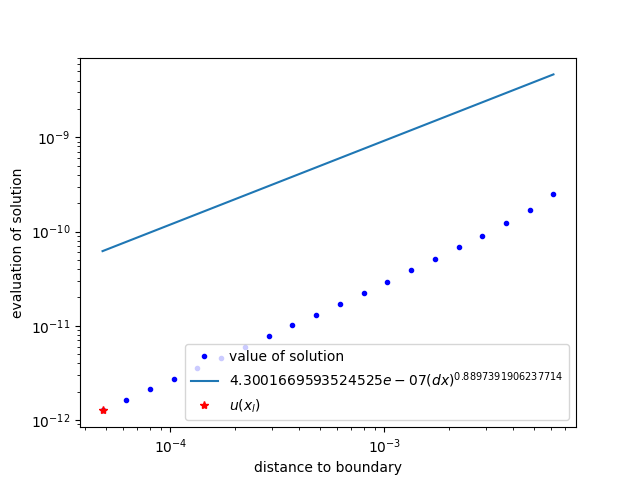 10⁻⁹
10⁻¹⁰
10⁻¹¹
10⁻¹²
evaluation of solution
value of solution
4.3001669593524525e − 07(dx)^0.8897391906237714
u(x_l)
10⁻⁴
10⁻³
distance to boundary